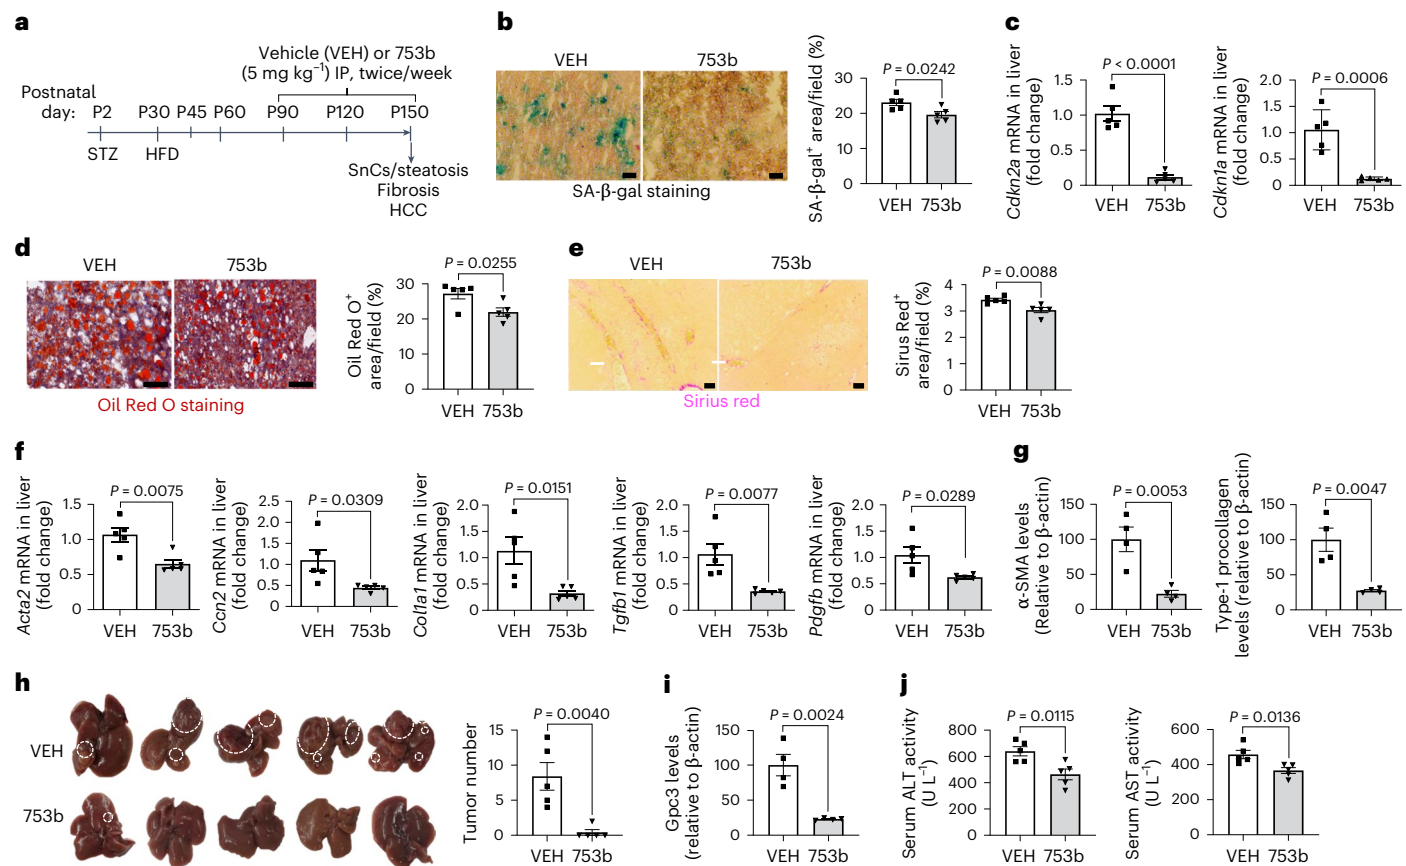 a
Vehicle (VEH) or 753b
(5 mg kg⁻¹) IP, twice/week
Postnatal
day: P2 P30 P45 P60 P90 P120 P150
STZ HFD
SnCs/steatosis
Fibrosis
HCC
b
VEH 753b
SA-β-gal staining
SA-β-gal⁺ area/field (%)
P = 0.0242
30
20
10
0
VEH 753b
c
Cdkn2a mRNA in liver
(fold change)
P < 0.0001
1.5
1.0
0.5
0
VEH 753b
Cdkn1a mRNA in liver
(fold change)
P = 0.0006
2.0
1.5
1.0
0.5
0
VEH 753b
d
VEH 753b
Oil Red O staining
Oil Red O⁺
area/field (%)
P = 0.0255
30
20
10
0
VEH 753b
e
VEH 753b
Sirius red
Sirus Red⁺
area/field (%)
P = 0.0088
4
3
2
1
0
VEH 753b
f
Acta2 mRNA in liver
(fold change)
P = 0.0075
1.5
1.0
0.5
0
VEH 753b
Ccn2 mRNA in liver
(fold change)
P = 0.0309
2.5
2.0
1.5
1.0
0.5
0
VEH 753b
Col1a1 mRNA in liver
(fold change)
P = 0.0151
2.0
1.5
1.0
0.5
0
VEH 753b
Tgfb1 mRNA in liver
(fold change)
P = 0.0077
2.0
1.5
1.0
0.5
0
VEH 753b
Pdgfb mRNA in liver
(fold change)
P = 0.0289
2.0
1.5
1.0
0.5
0
VEH 753b
g
α-SMA levels
(Relative to β-actin)
P = 0.0053
150
100
50
0
VEH 753b
Type-1 procollagen
levels (relative to β-actin)
P = 0.0047
150
100
50
0
VEH 753b
h
VEH
753b
Tumor number
P = 0.0040
15
10
5
0
VEH 753b
i
Gpc3 levels
(relative to β-actin)
P = 0.0024
150
100
50
0
VEH 753b
j
Serum ALT activity
(U L⁻¹)
P = 0.0115
800
600
400
200
0
VEH 753b
Serum AST activity
(U L⁻¹)
P = 0.0136
600
400
200
0
VEH 753b